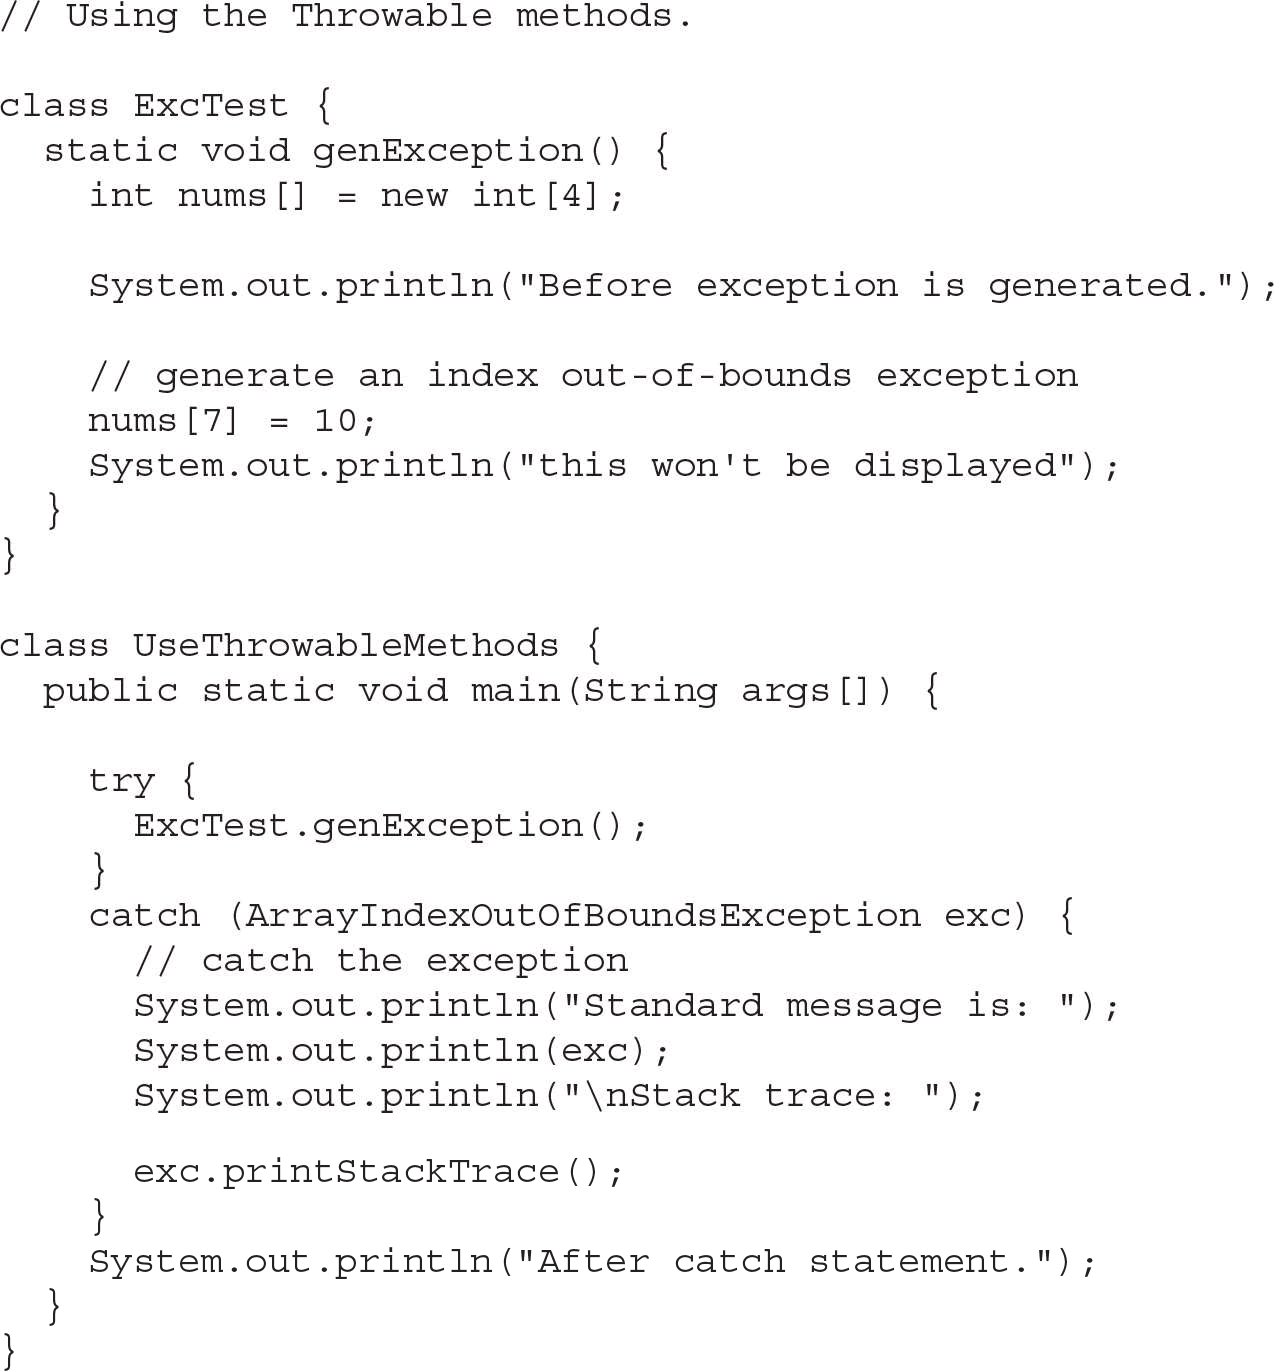 // Using the Throwable methods.

class ExcTest {
  static void genException() {
    int nums[] = new int[4];

    System.out.println("Before exception is generated.");

    // generate an index out-of-bounds exception
    nums[7] = 10;
    System.out.println("this won't be displayed");
  }
}

class UseThrowableMethods {
  public static void main(String args[]) {

    try {
      ExcTest.genException();
    }
    catch (ArrayIndexOutOfBoundsException exc) {
      // catch the exception
      System.out.println("Standard message is: ");
      System.out.println(exc);
      System.out.println("\nStack trace: ");

      exc.printStackTrace();
    }
    System.out.println("After catch statement.");
  }
}